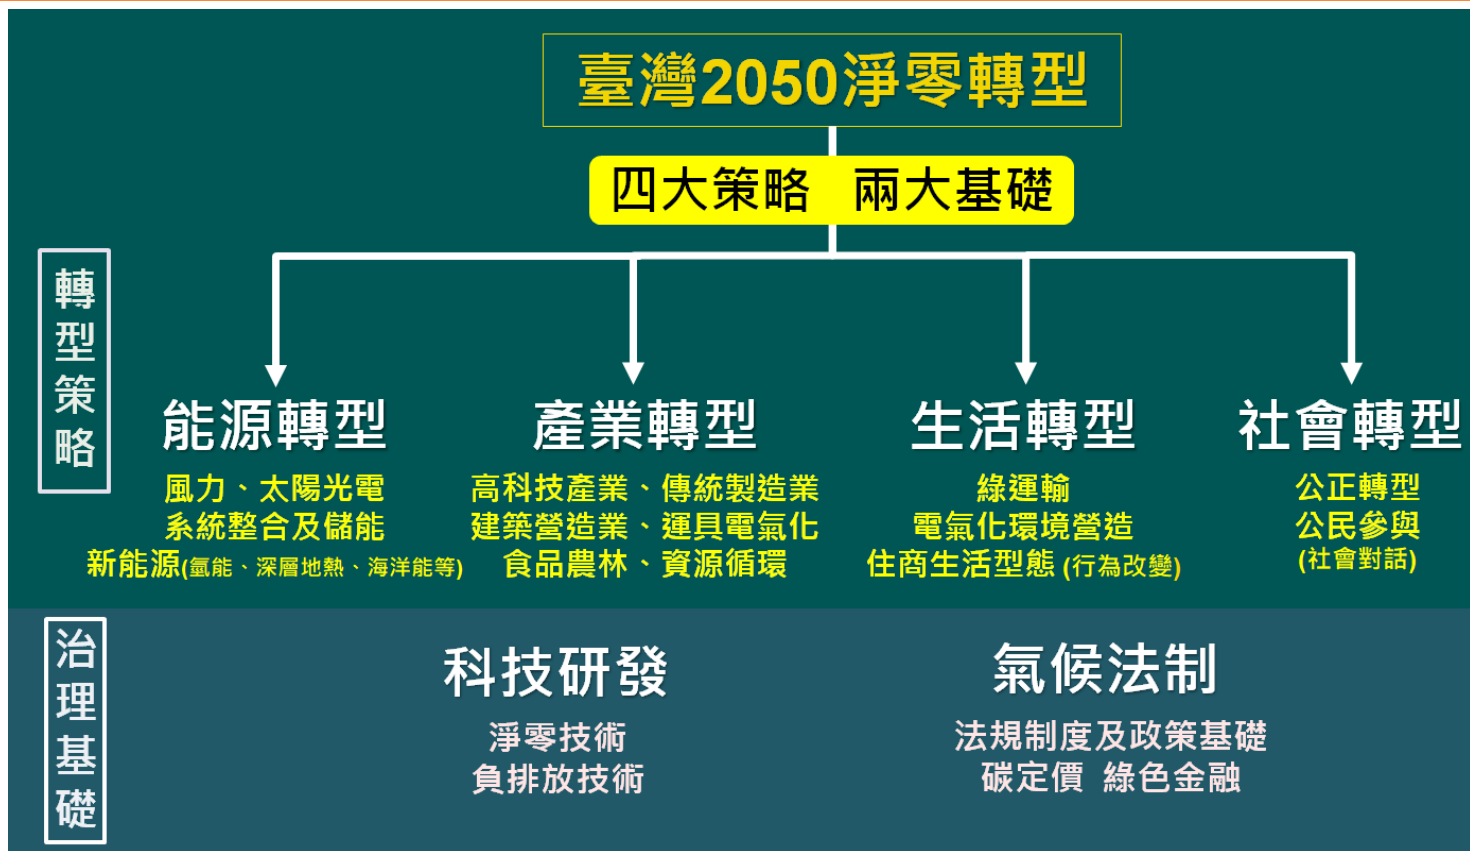 臺灣2050淨零轉型
四大策略 兩大基礎
轉型策略
能源轉型
風力、太陽光電
系統整合及儲能
新能源(氫能、深層地熱、海洋能等)
產業轉型
高科技產業、傳統製造業
建築營造業、運具電氣化
食品農林、資源循環
生活轉型
綠運輸
電氣化環境營造
住商生活型態 (行為改變)
社會轉型
公正轉型
公民參與
(社會對話)
治理基礎
科技研發
淨零技術
負排放技術
氣候法制
法規制度及政策基礎
碳定價 綠色金融